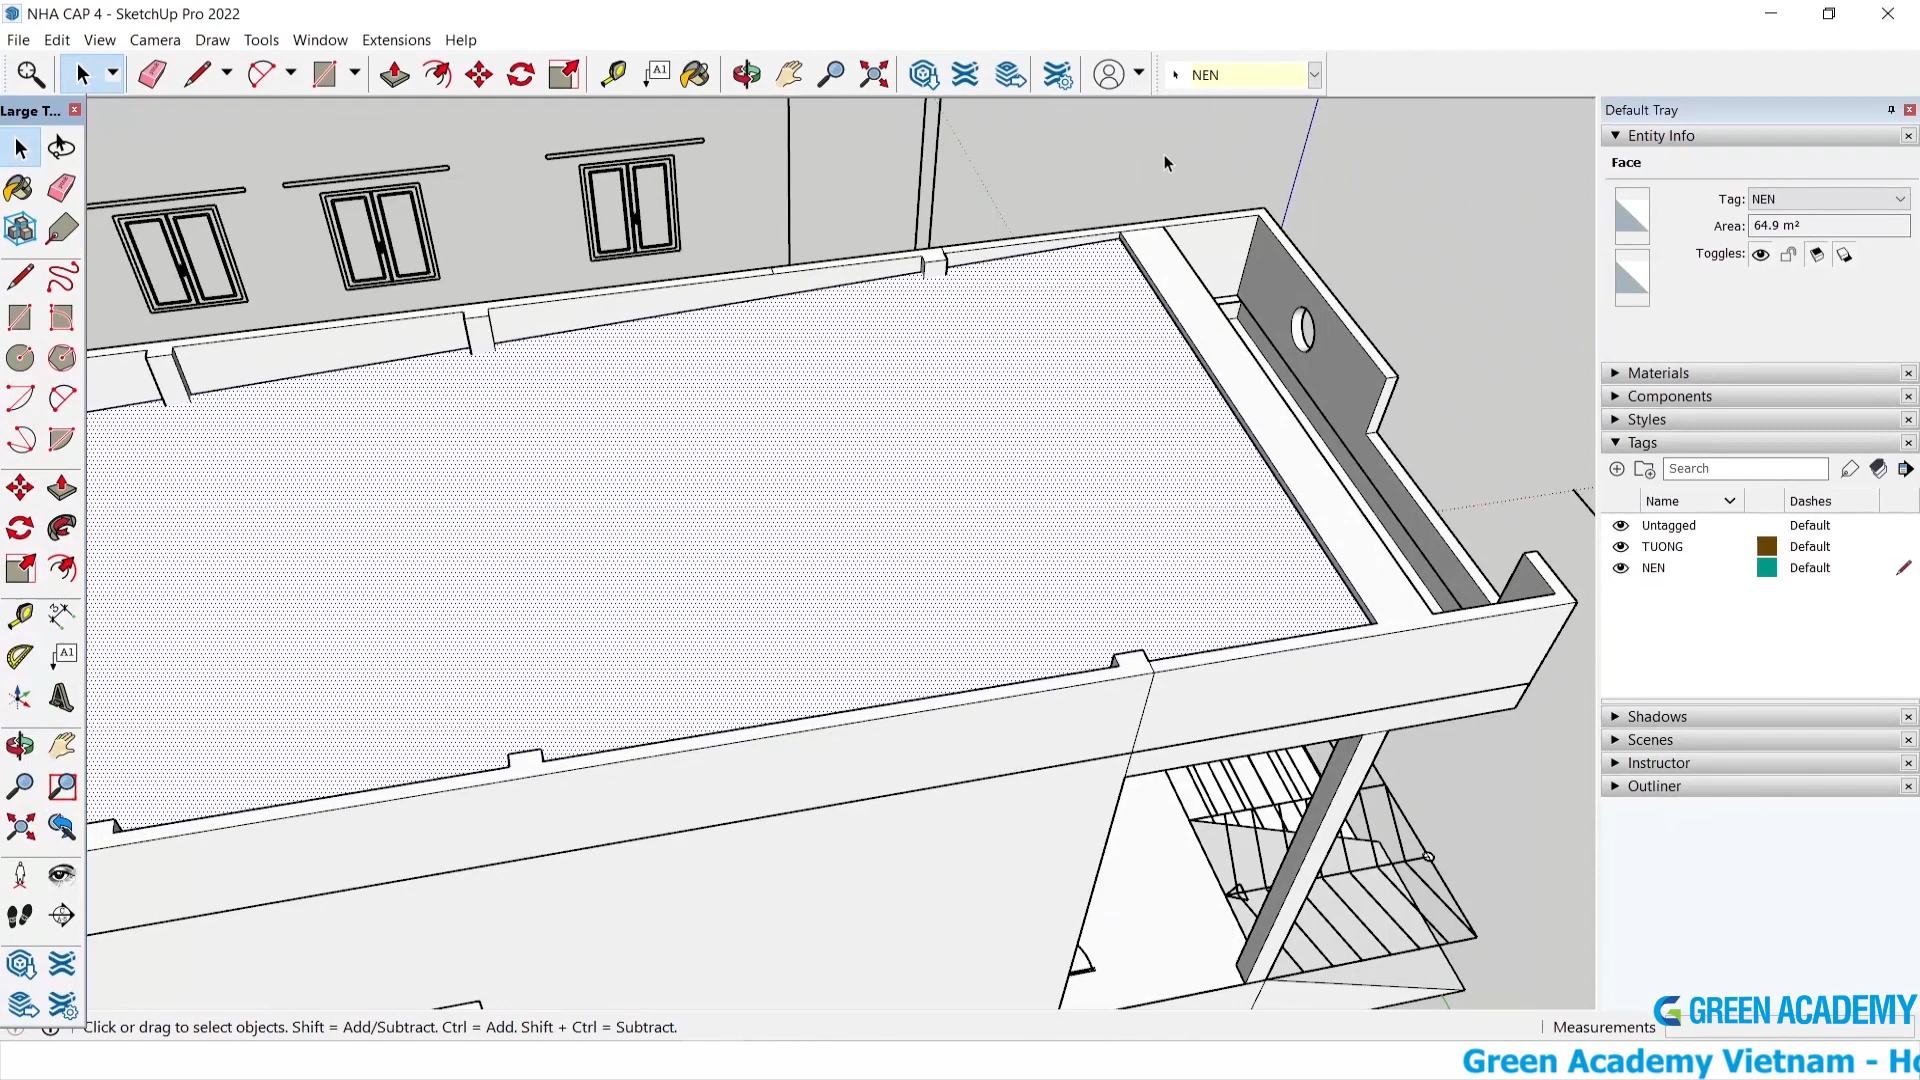 NHA CAP 4 - SketchUp Pro 2022
File Edit View Camera Draw Tools Window Extensions Help
A1
NEN
Large T...
Default Tray
Entity Info
Face
Tag: NEN
Area: 64.9 m²
Toggles:
Materials
Components
Styles
Tags
Search
Name Dashes
Untagged Default
TUONG Default
NEN Default
A1
Shadows
Scenes
Instructor
Outliner
Click or drag to select objects. Shift = Add/Subtract. Ctrl = Add. Shift + Ctrl = Subtract.
Measurements
GREEN ACADEMY
Green Academy Vietnam - Ho